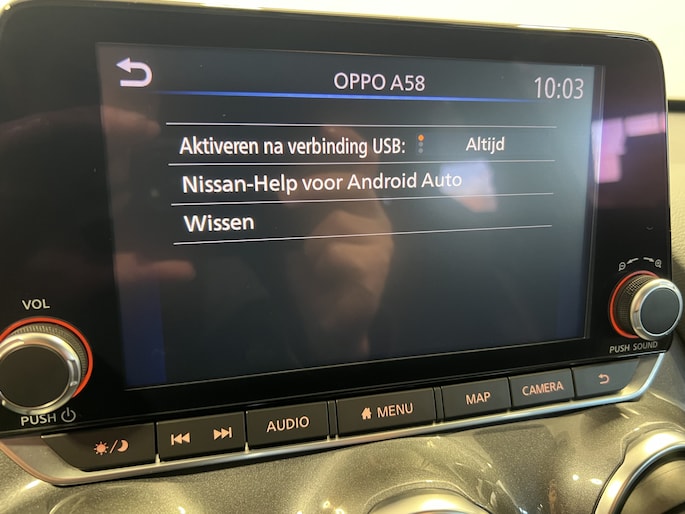 OPPO A58
10:03
Aktiveren na verbinding USB: Altijd
Nissan-Help voor Android Auto
Wissen
VOL
PUSH
PUSH SOUND
AUDIO
MENU
MAP
CAMERA